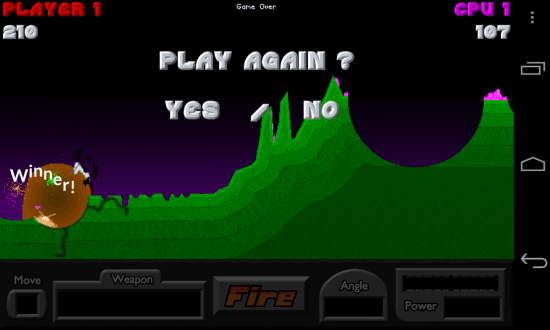 PLAYER 1
Game Over
CPU 1
210
107
PLAY AGAIN ?
YES / NO
Winner!
Move
Weapon
Fire
Angle
Power